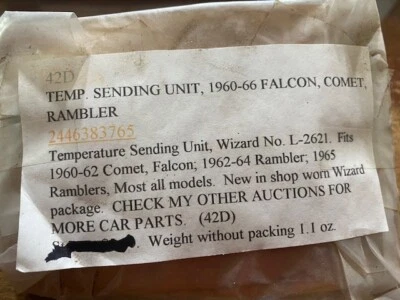 42D
TEMP. SENDING UNIT, 1960-66 FALCON, COMET,
RAMBLER
2446383765
Temperature Sending Unit, Wizard No. L-2621. Fits
1960-62 Comet, Falcon; 1962-64 Rambler; 1965
Ramblers, Most all models. New in shop worn Wizard
package. CHECK MY OTHER AUCTIONS FOR
MORE CAR PARTS. (42D)
. Weight without packing 1.1 oz.